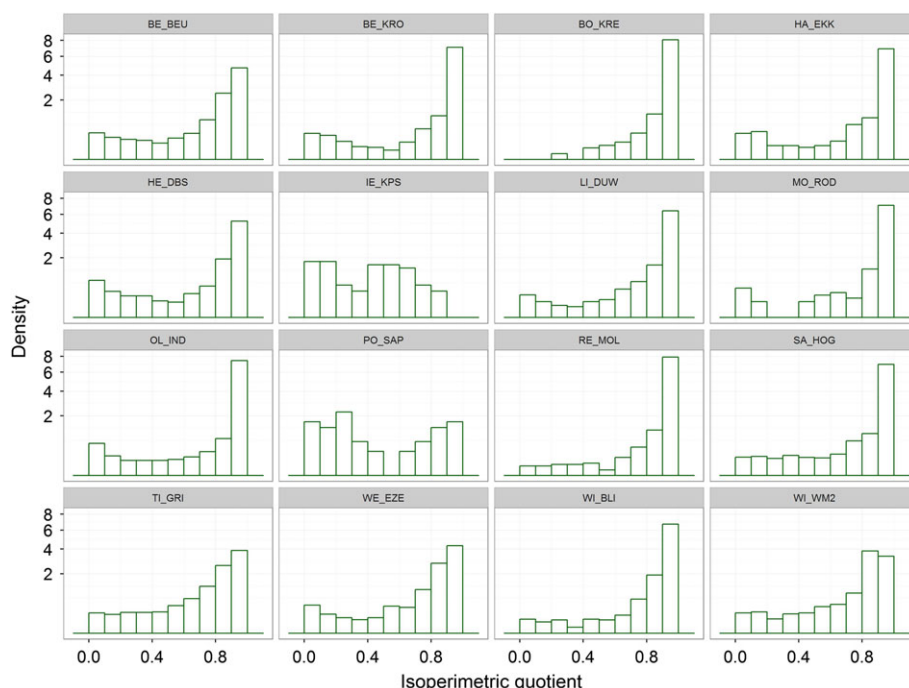 BE_BEU BE_KRO BO_KRE HA_EKK
8
6
4
2
HE_DBS IE_KPS LI_DUW MO_ROD
8
6
4
2
Density
OL_IND PO_SAP RE_MOL SA_HOG
8
6
4
2
TI_GRI WE_EZE WI_BLI WI_WM2
8
6
4
2
0.0 0.4 0.8 0.0 0.4 0.8 0.0 0.4 0.8 0.0 0.4 0.8
Isoperimetric quotient